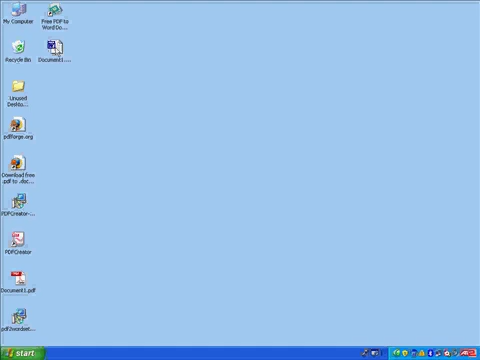 My Computer
Free PDF to
Word Do...
Recycle Bin
Document1....
Unused
Deskto...
pdfforge.org
Download free
.pdf to .doc...
PDFCreator-...
PDFCreator
Document1.pdf
start